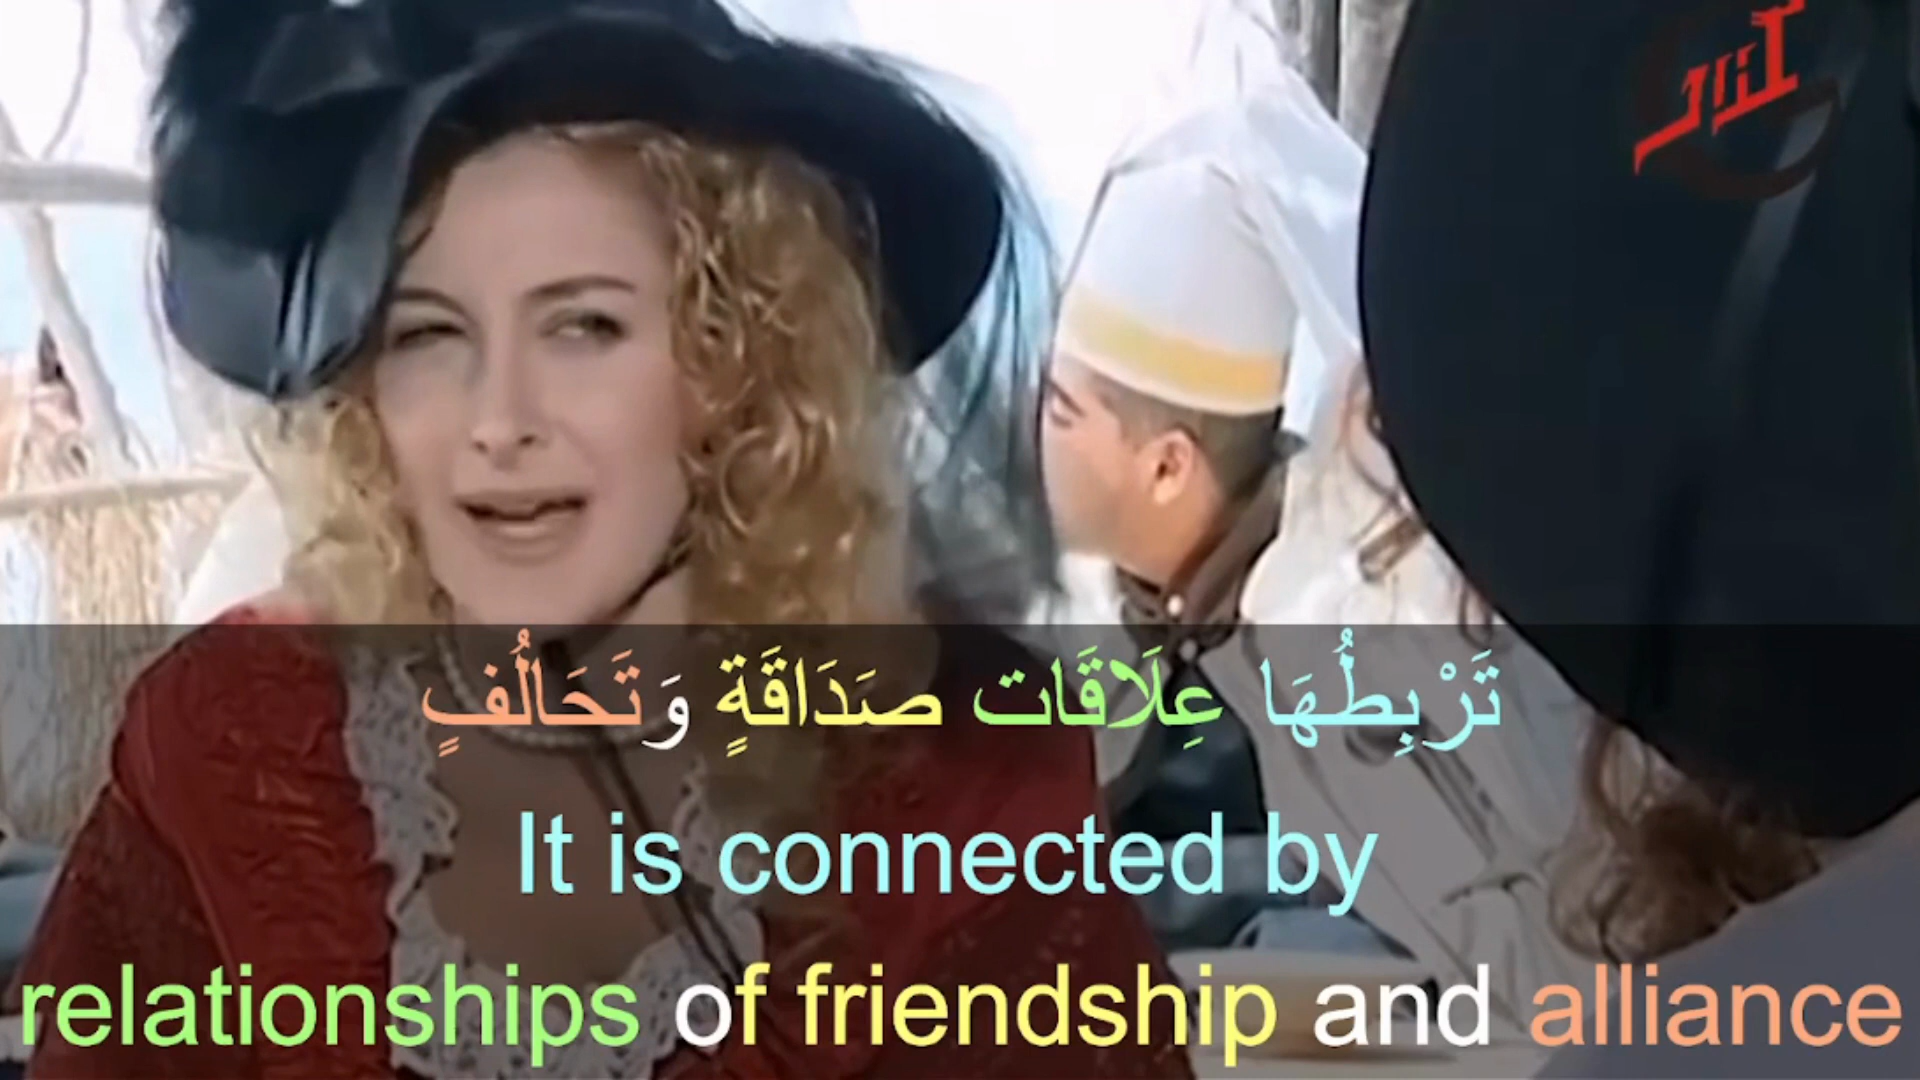 تَرْبِطُهَا عِلَاقَات صَدَاقَةٍ وَتَحَالُفٍ
It is connected by
relationships of friendship and alliance